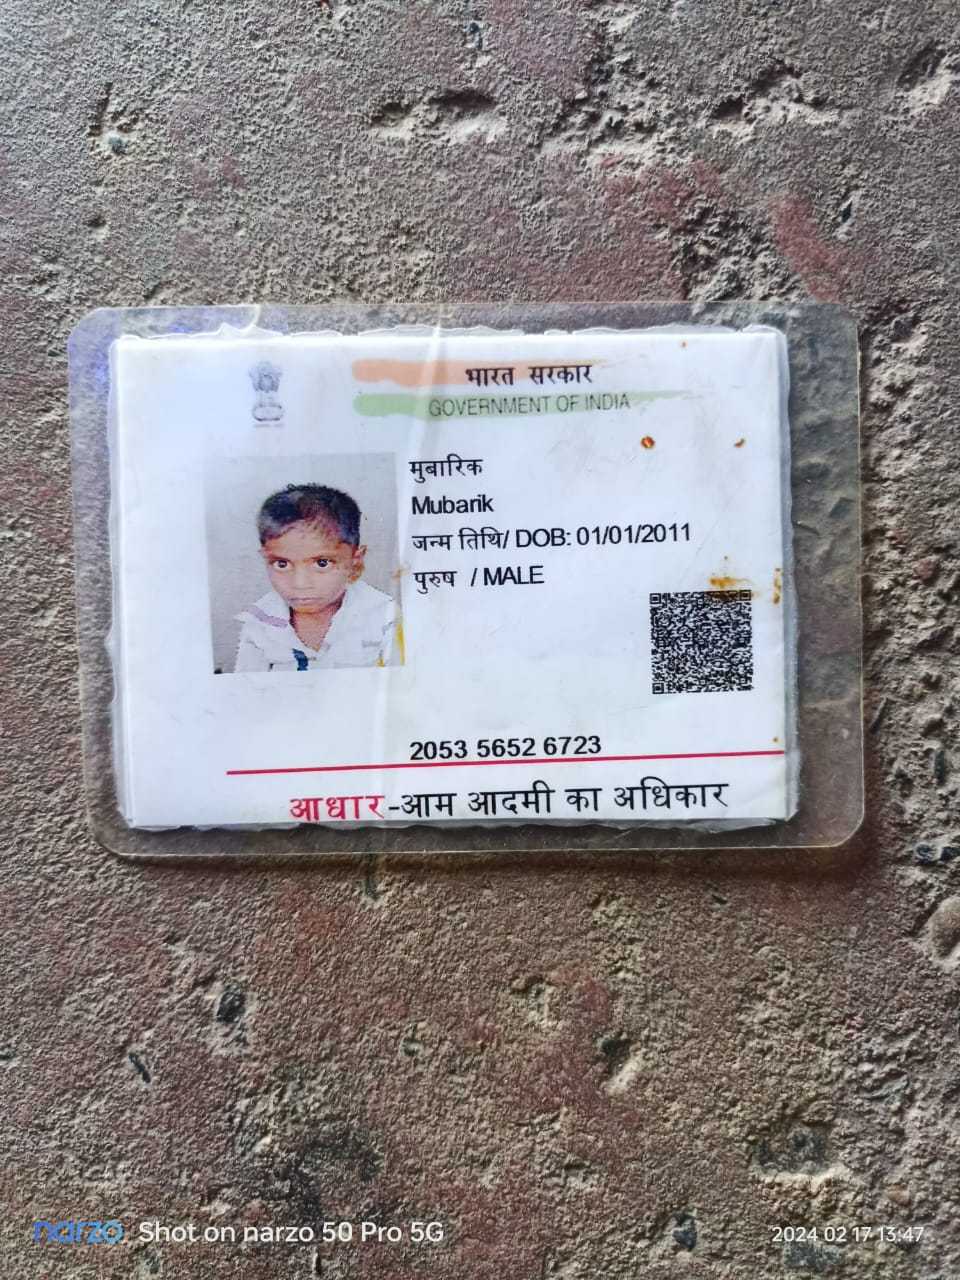 भारत सरकार
GOVERNMENT OF INDIA
मुबारिक
Mubarik
जन्म तिथि/ DOB: 01/01/2011
पुरुष / MALE
2053 5652 6723
आधार-आम आदमी का अधिकार
narzo Shot on narzo 50 Pro 5G
2024 02 17 13:47